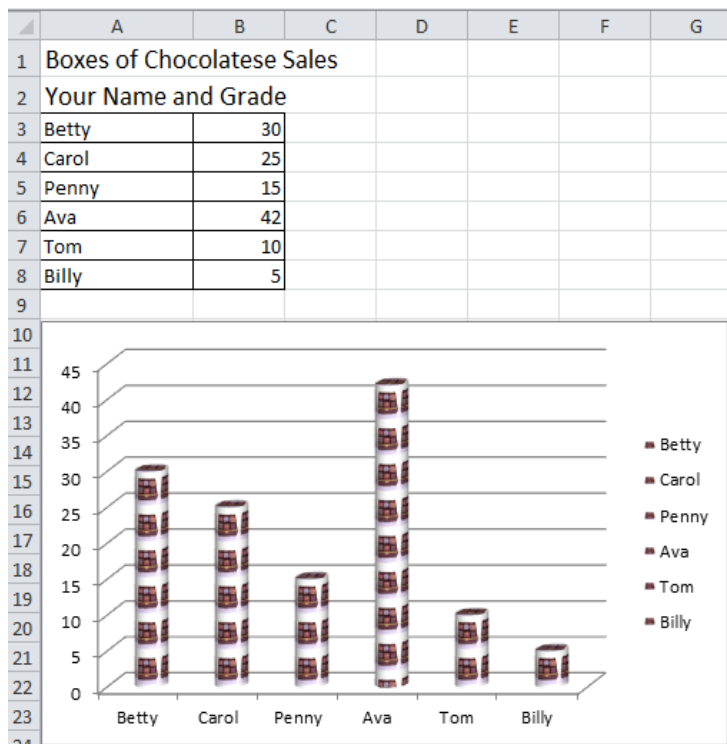 A B C D E F G
1 Boxes of Chocolatese Sales
2 Your Name and Grade
3 Betty 30
4 Carol 25
5 Penny 15
6 Ava 42
7 Tom 10
8 Billy 5
9
10
11
12
13
14
15
16
17
18
19
20
21
22
23
45
40
35
30
25
20
15
10
5
0
Betty Carol Penny Ava Tom Billy
Betty
Carol
Penny
Ava
Tom
Billy